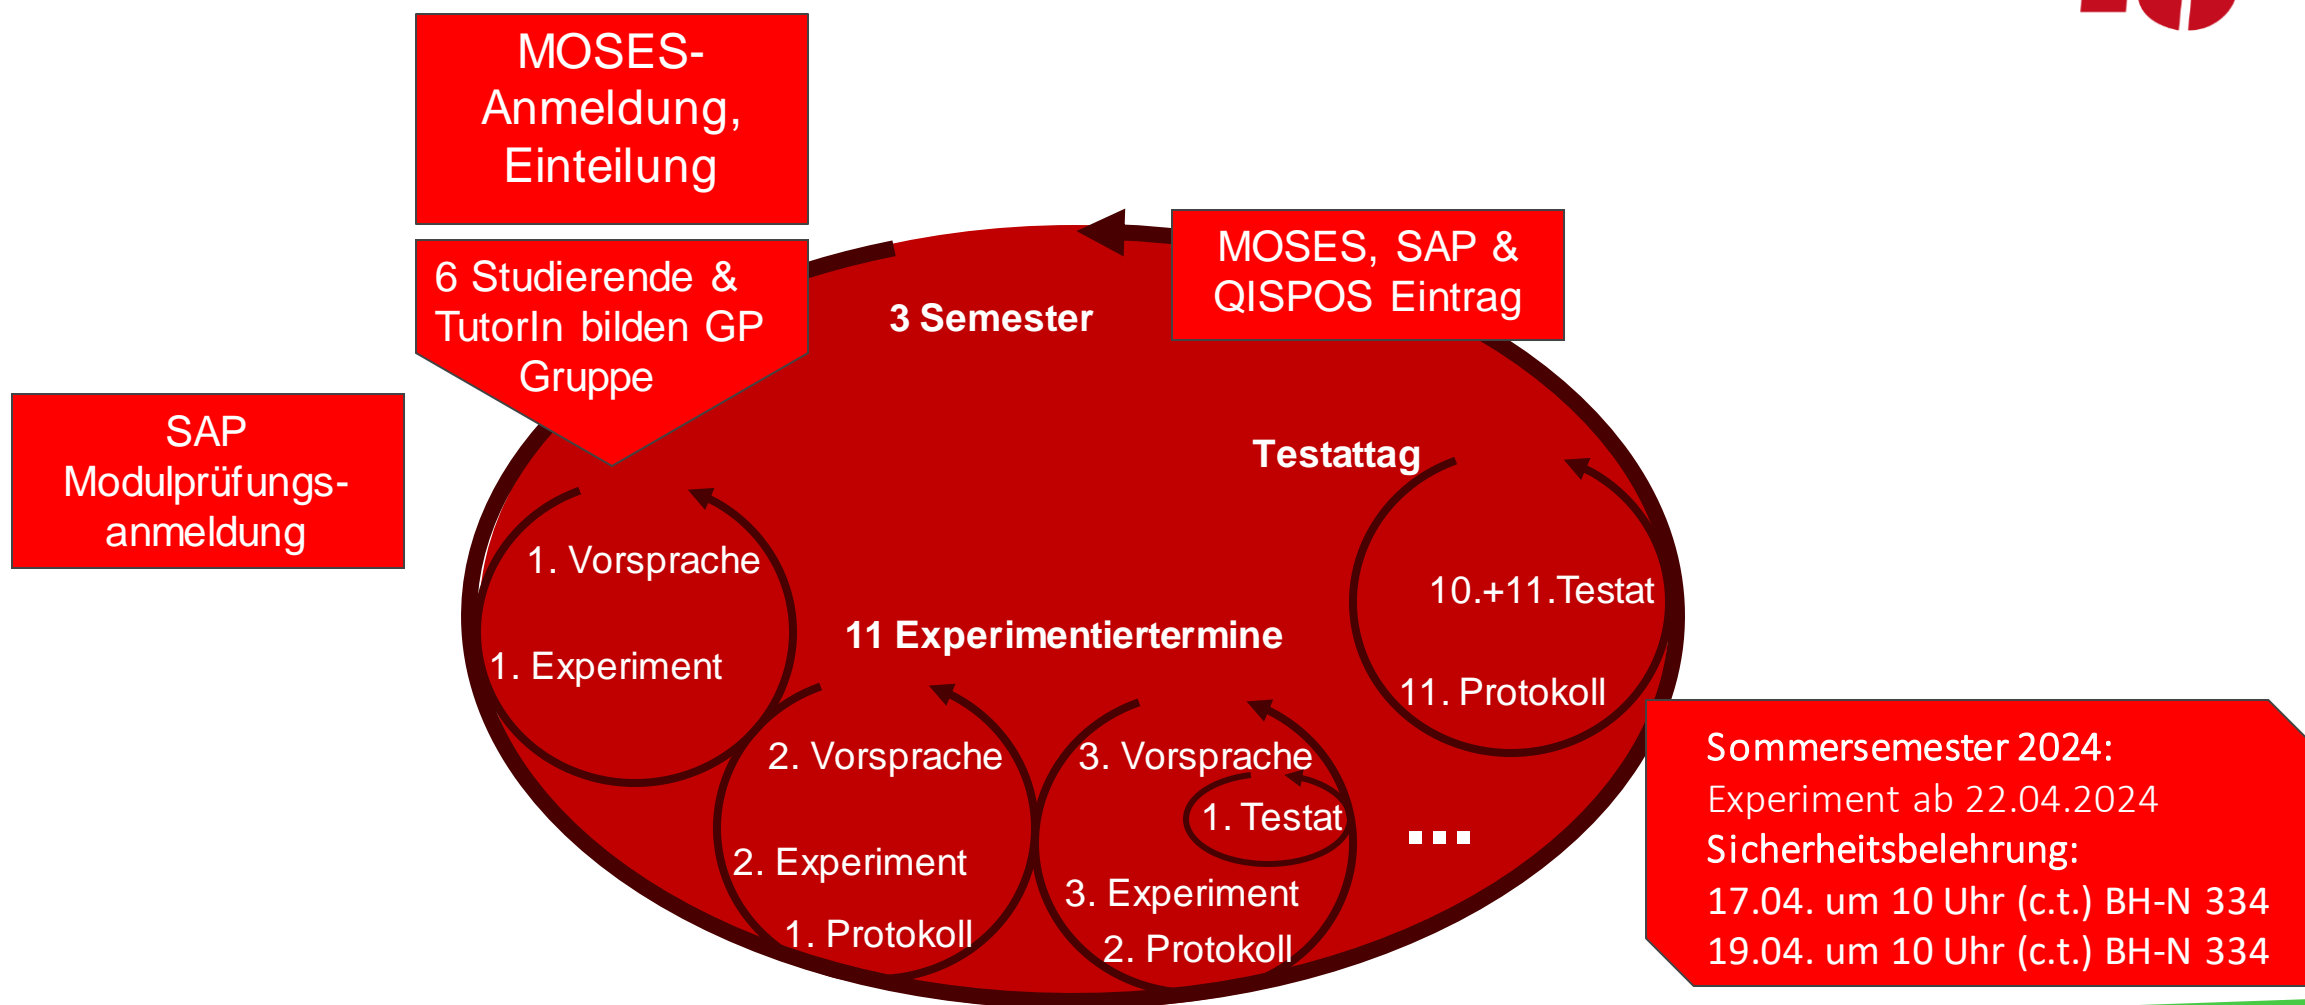 MOSES-
Anmeldung,
Einteilung
6 Studierende &
TutorIn bilden GP
Gruppe
MOSES, SAP &
QISPOS Eintrag
3 Semester
SAP
Modulprüfungs-
anmeldung
Testattag
1. Vorsprache
1. Experiment
11 Experimentiertermine
10.+11.Testat
11. Protokoll
2. Vorsprache
2. Experiment
1. Protokoll
3. Vorsprache
1. Testat
3. Experiment
2. Protokoll
...
Sommersemester 2024:
Experiment ab 22.04.2024
Sicherheitsbelehrung:
17.04. um 10 Uhr (c.t.) BH-N 334
19.04. um 10 Uhr (c.t.) BH-N 334